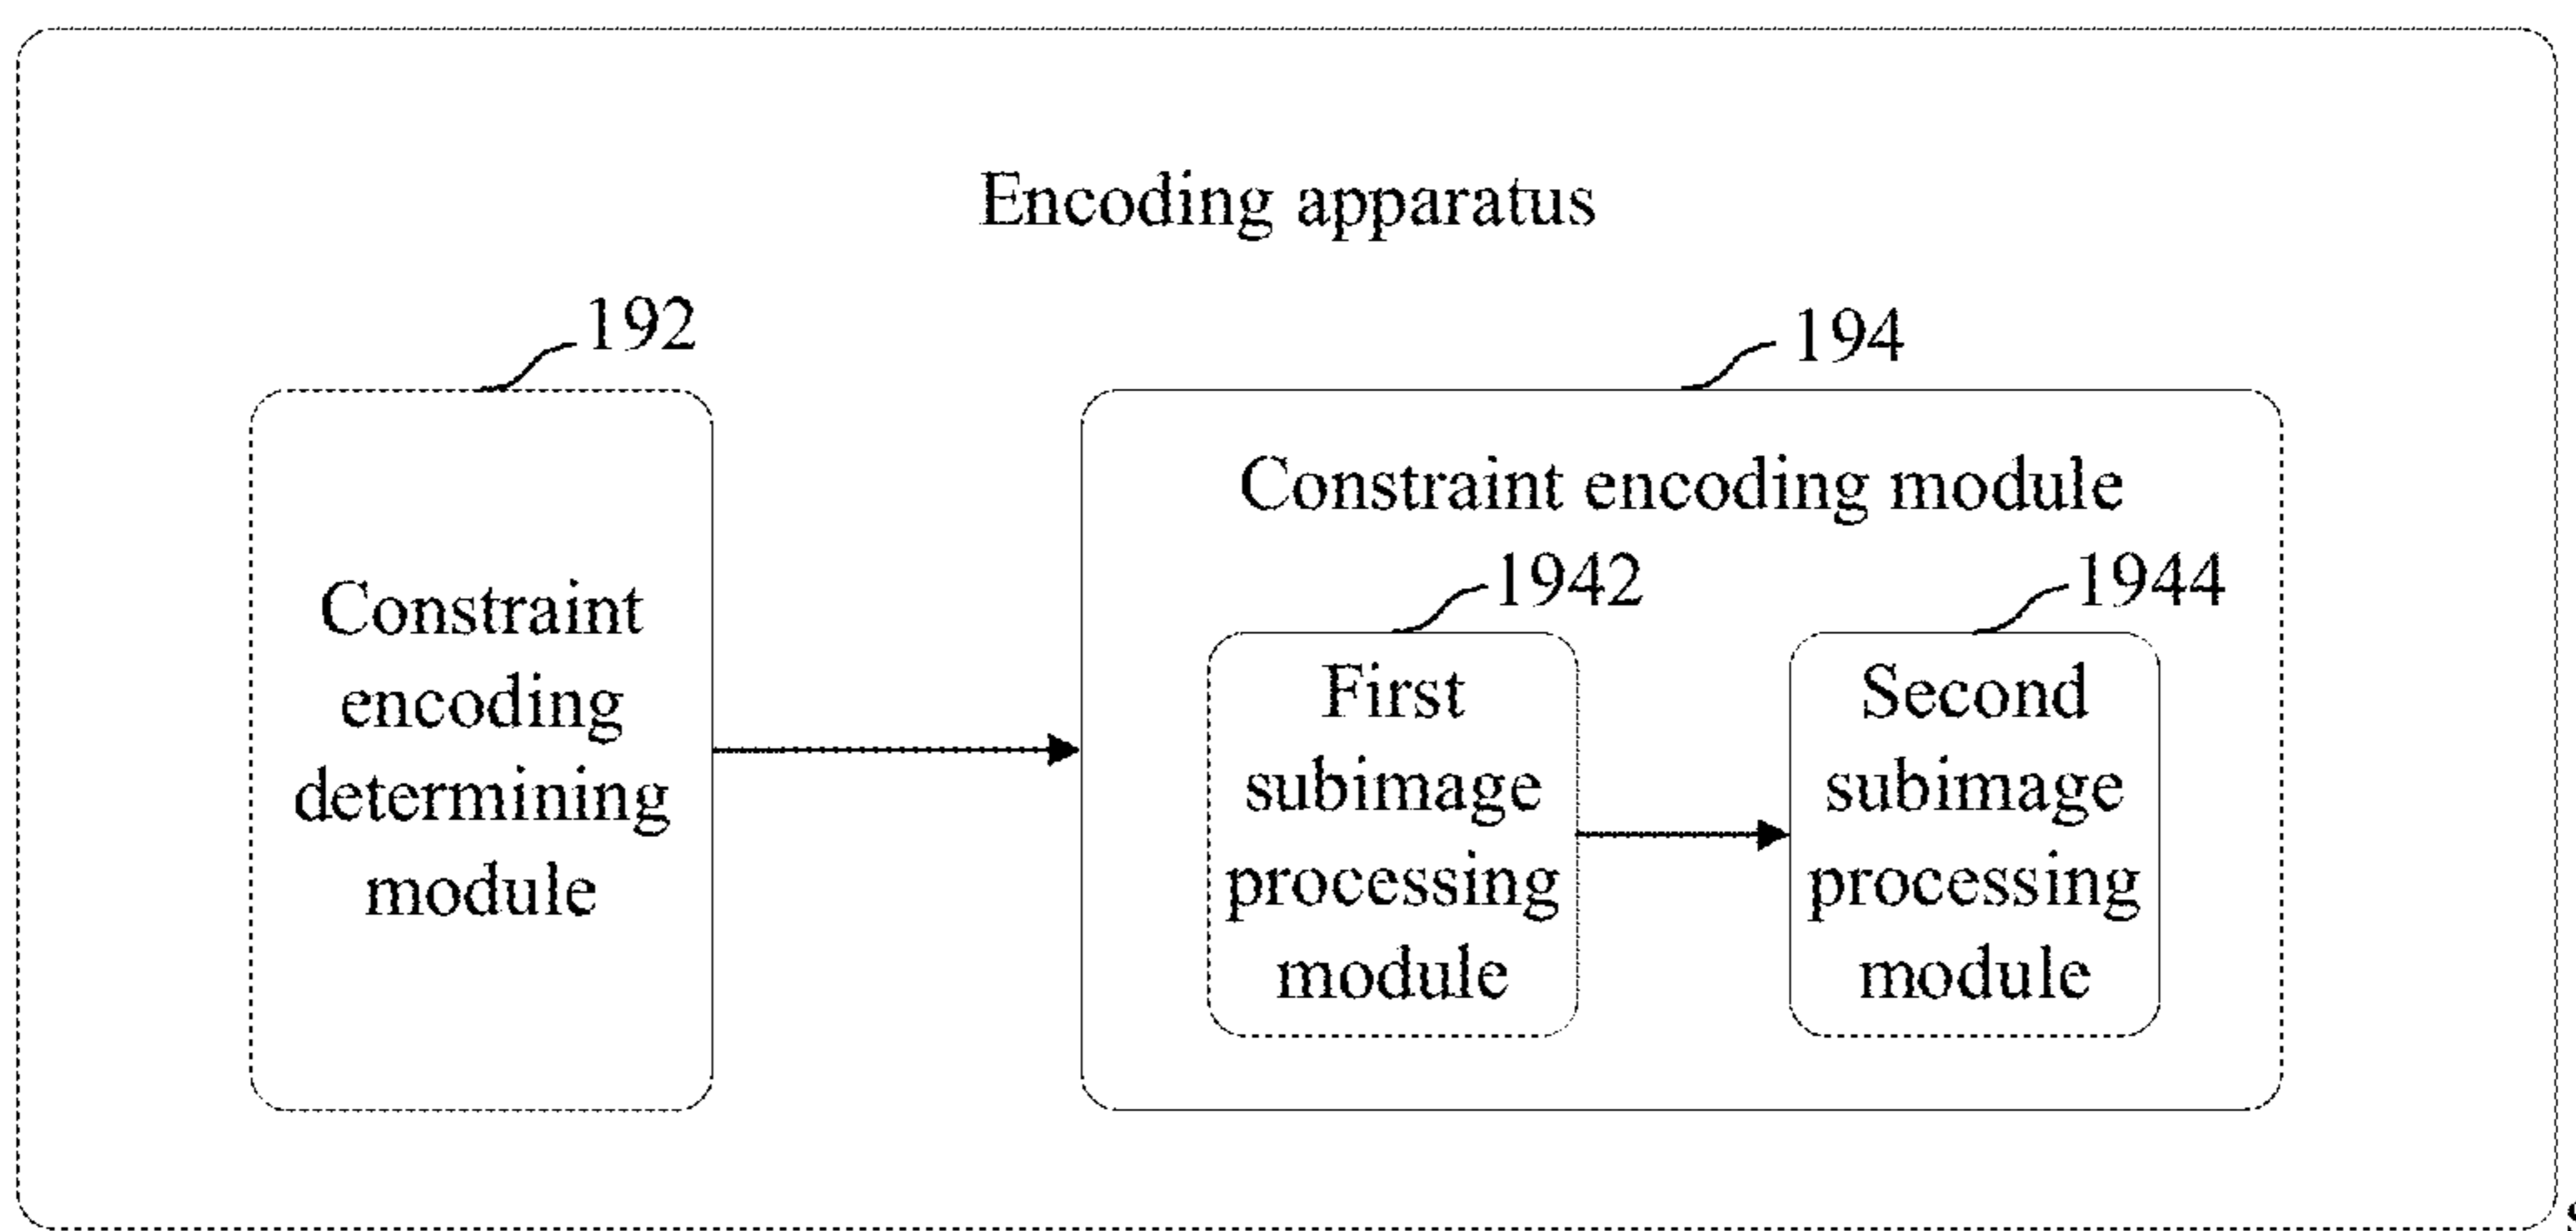 Encoding apparatus
192
194
Constraint
encoding
determining
module
Constraint encoding module
1942
1944
First
subimage
processing
module
Second
subimage
processing
module